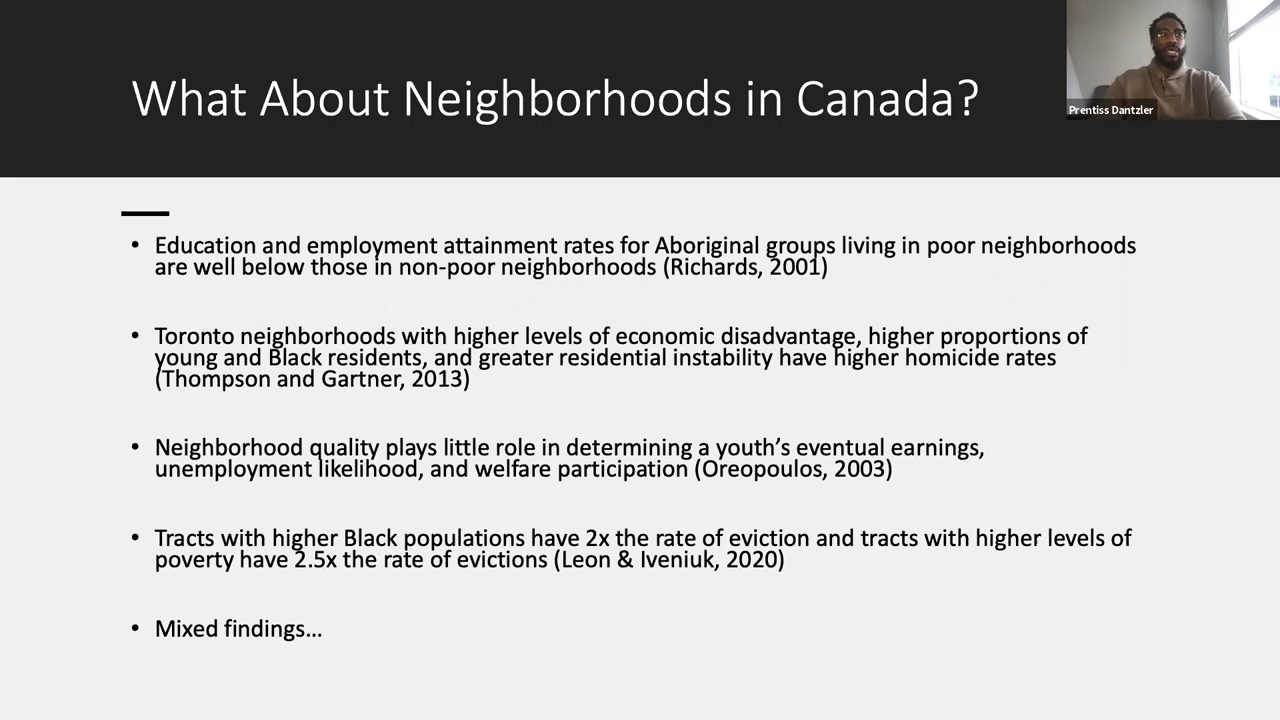 What About Neighborhoods in Canada?
Prentiss Dantzler
• Education and employment attainment rates for Aboriginal groups living in poor neighborhoods
are well below those in non-poor neighborhoods (Richards, 2001)
• Toronto neighborhoods with higher levels of economic disadvantage, higher proportions of
young and Black residents, and greater residential instability have higher homicide rates
(Thompson and Gartner, 2013)
• Neighborhood quality plays little role in determining a youth’s eventual earnings,
unemployment likelihood, and welfare participation (Oreopoulos, 2003)
• Tracts with higher Black populations have 2x the rate of eviction and tracts with higher levels of
poverty have 2.5x the rate of evictions (Leon & Iveniuk, 2020)
• Mixed findings…